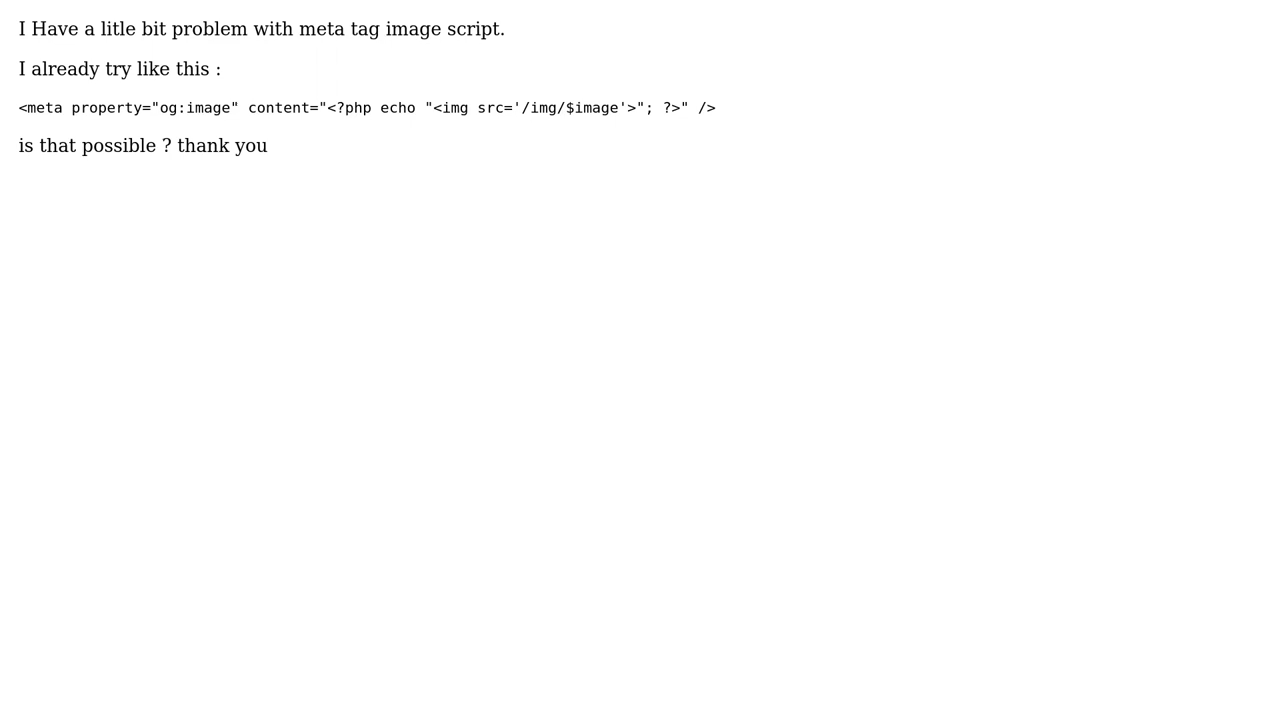 I Have a litle bit problem with meta tag image script.
I already try like this :
<meta property="og:image" content="<?php echo "<img src='/img/$image'>"; ?>" />
is that possible ? thank you